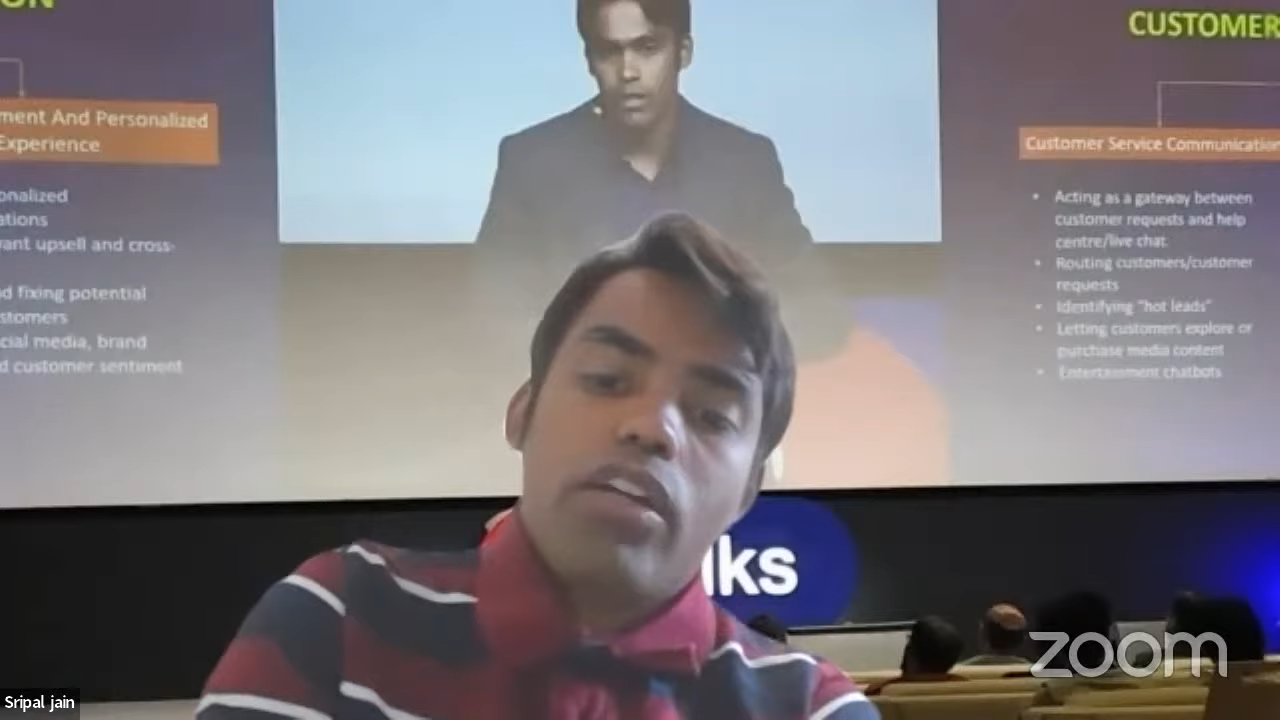 ON
ment And Personalized
Experience
onalized
ations
vant upsell and cross-
d fixing potential
stomers
cial media, brand
d customer sentiment
CUSTOMER
Customer Service Communication
• Acting as a gateway between
customer requests and help
centre/live chat
• Routing customers/customer
requests
• Identifying "hot leads"
• Letting customers explore or
purchase media content
• Entertainment chatbots
lks
zoom
Sripal jain